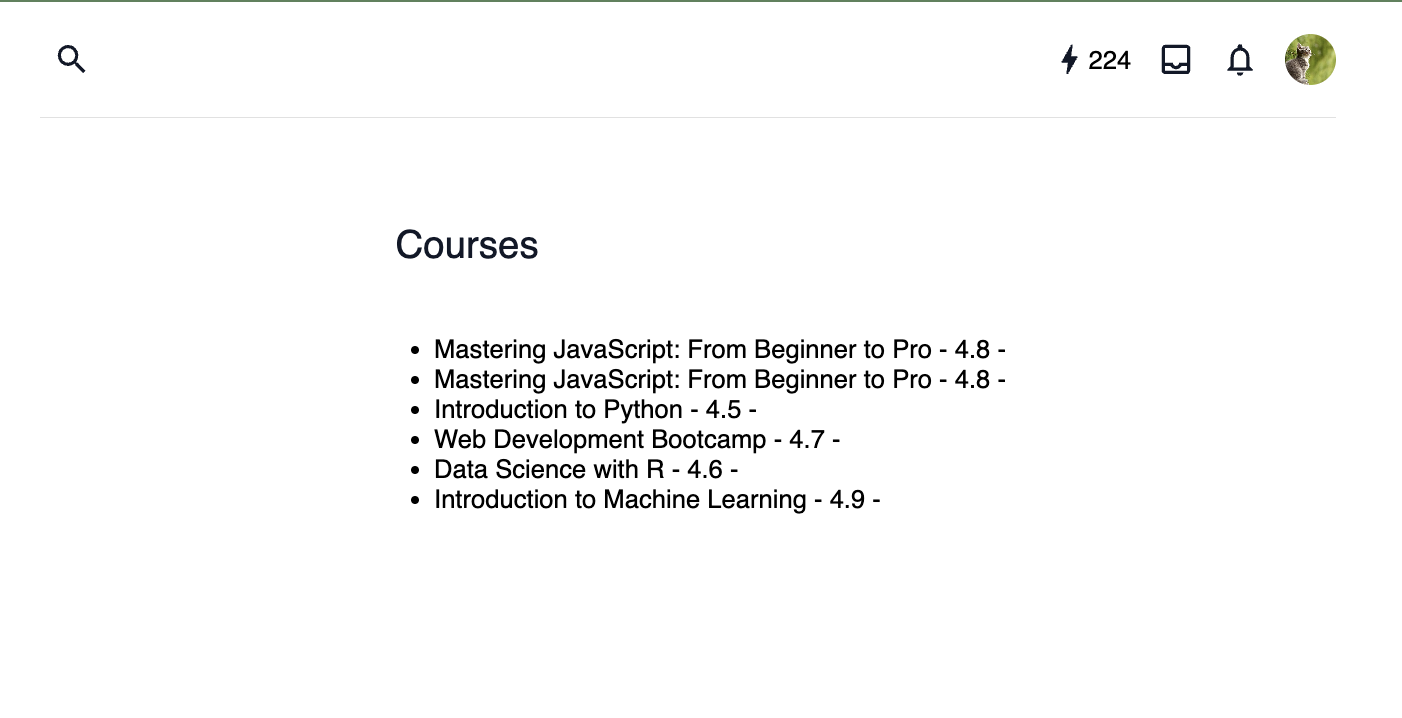 224
Courses
• Mastering JavaScript: From Beginner to Pro - 4.8 -
• Mastering JavaScript: From Beginner to Pro - 4.8 -
• Introduction to Python - 4.5 -
• Web Development Bootcamp - 4.7 -
• Data Science with R - 4.6 -
• Introduction to Machine Learning - 4.9 -